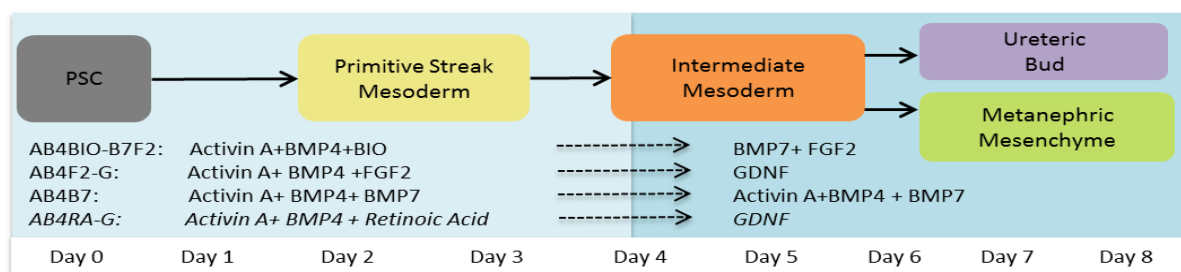 PSC
Primitive Streak
Mesoderm
Intermediate
Mesoderm
Ureteric
Bud
Metanephric
Mesenchyme
AB4BIO-B7F2: Activin A+BMP4+BIO BMP7+ FGF2
AB4F2-G: Activin A+ BMP4 +FGF2 GDNF
AB4B7: Activin A+ BMP4+ BMP7 Activin A+BMP4 + BMP7
AB4RA-G: Activin A+ BMP4 + Retinoic Acid GDNF
Day 0 Day 1 Day 2 Day 3 Day 4 Day 5 Day 6 Day 7 Day 8